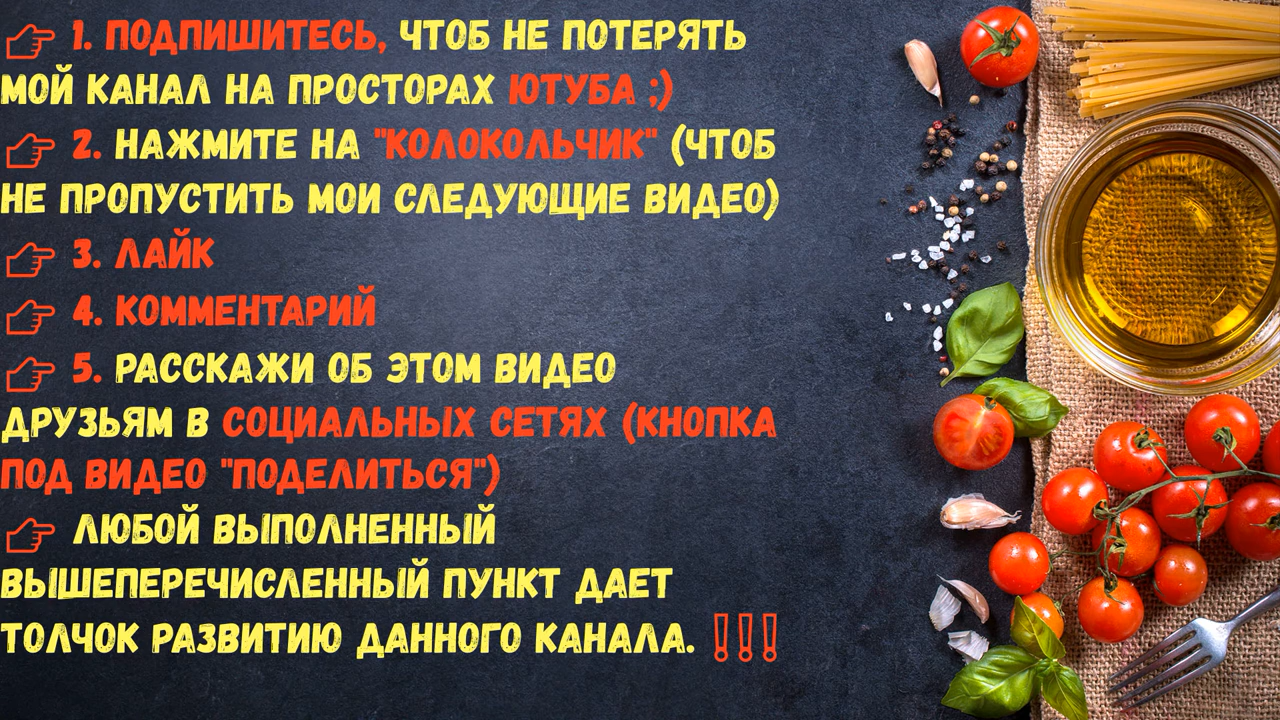 👉 1. ПОДПИШИТЕСЬ, ЧТОБ НЕ ПОТЕРЯТЬ
МОЙ КАНАЛ НА ПРОСТОРАХ ЮТУБА ;)
👉 2. НАЖМИТЕ НА "КОЛОКОЛЬЧИК" (ЧТОБ
НЕ ПРОПУСТИТЬ МОИ СЛЕДУЮЩИЕ ВИДЕО)
👉 3. ЛАЙК
👉 4. КОММЕНТАРИЙ
👉 5. РАССКАЖИ ОБ ЭТОМ ВИДЕО
ДРУЗЬЯМ В СОЦИАЛЬНЫХ СЕТЯХ (КНОПКА
ПОД ВИДЕО "ПОДЕЛИТЬСЯ")
👉 ЛЮБОЙ ВЫПОЛНЕННЫЙ
ВЫШЕПЕРЕЧИСЛЕННЫЙ ПУНКТ ДАЕТ
ТОЛЧОК РАЗВИТИЮ ДАННОГО КАНАЛА. ❕❕❕